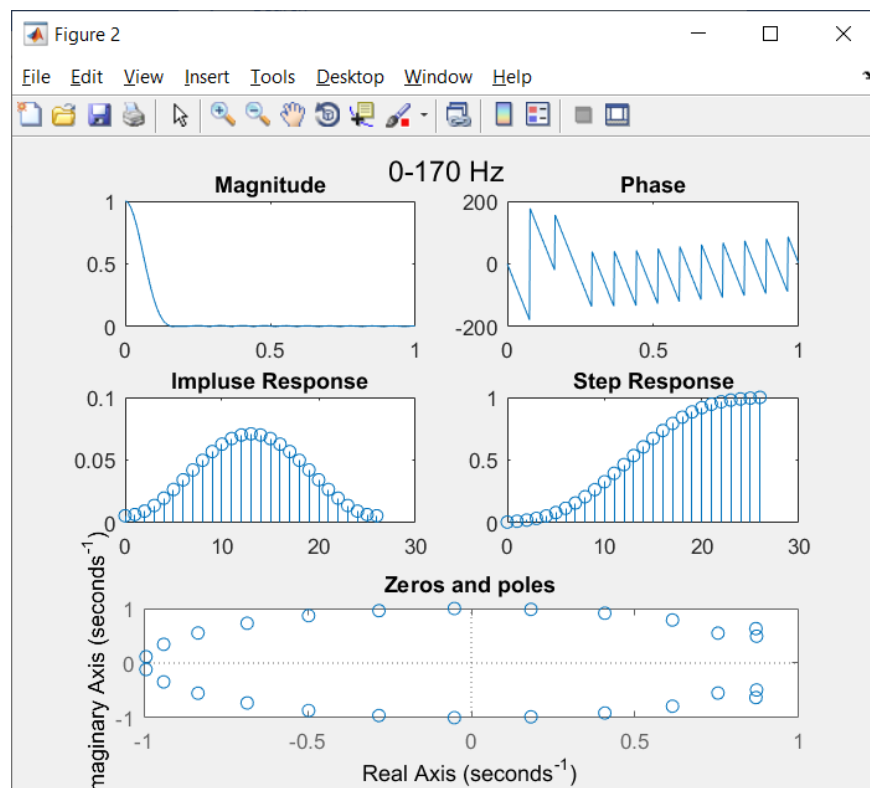 Figure 2
File Edit View Insert Tools Desktop Window Help
0-170 Hz
Magnitude
1
0.5
0
0 0.5 1
Phase
200
0
-200
0 0.5 1
Impluse Response
0.1
0.05
0
0 10 20 30
Step Response
1
0.5
0
0 10 20 30
Zeros and poles
1
0
-1
-1 -0.5 0 0.5 1
Real Axis (seconds⁻¹)
maginary Axis (seconds⁻¹)